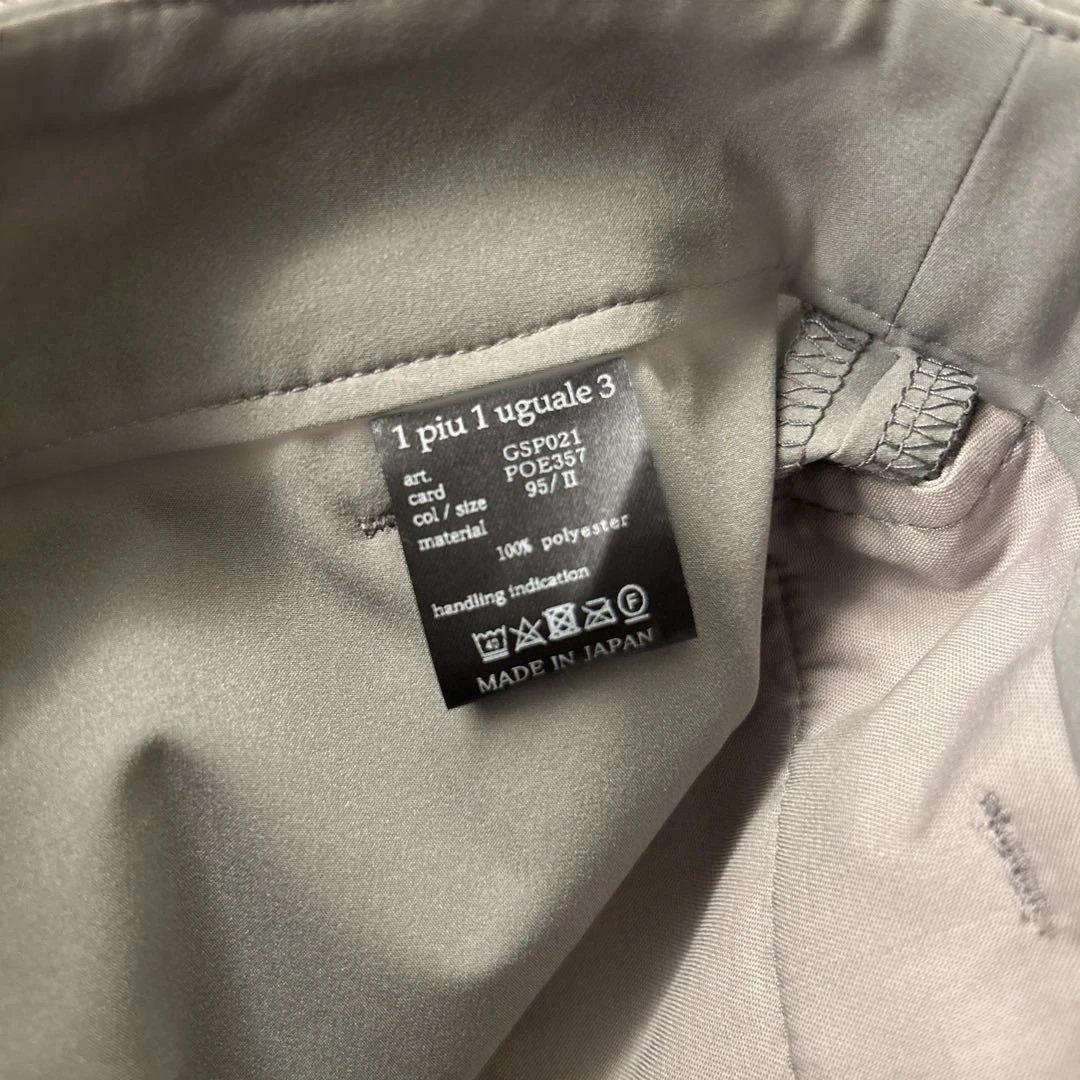 1 piu 1 uguale 3
art. GSP021
card POE357
col / size 95/II
material
100% polyester
handling indication
40 F
MADE IN JAPAN